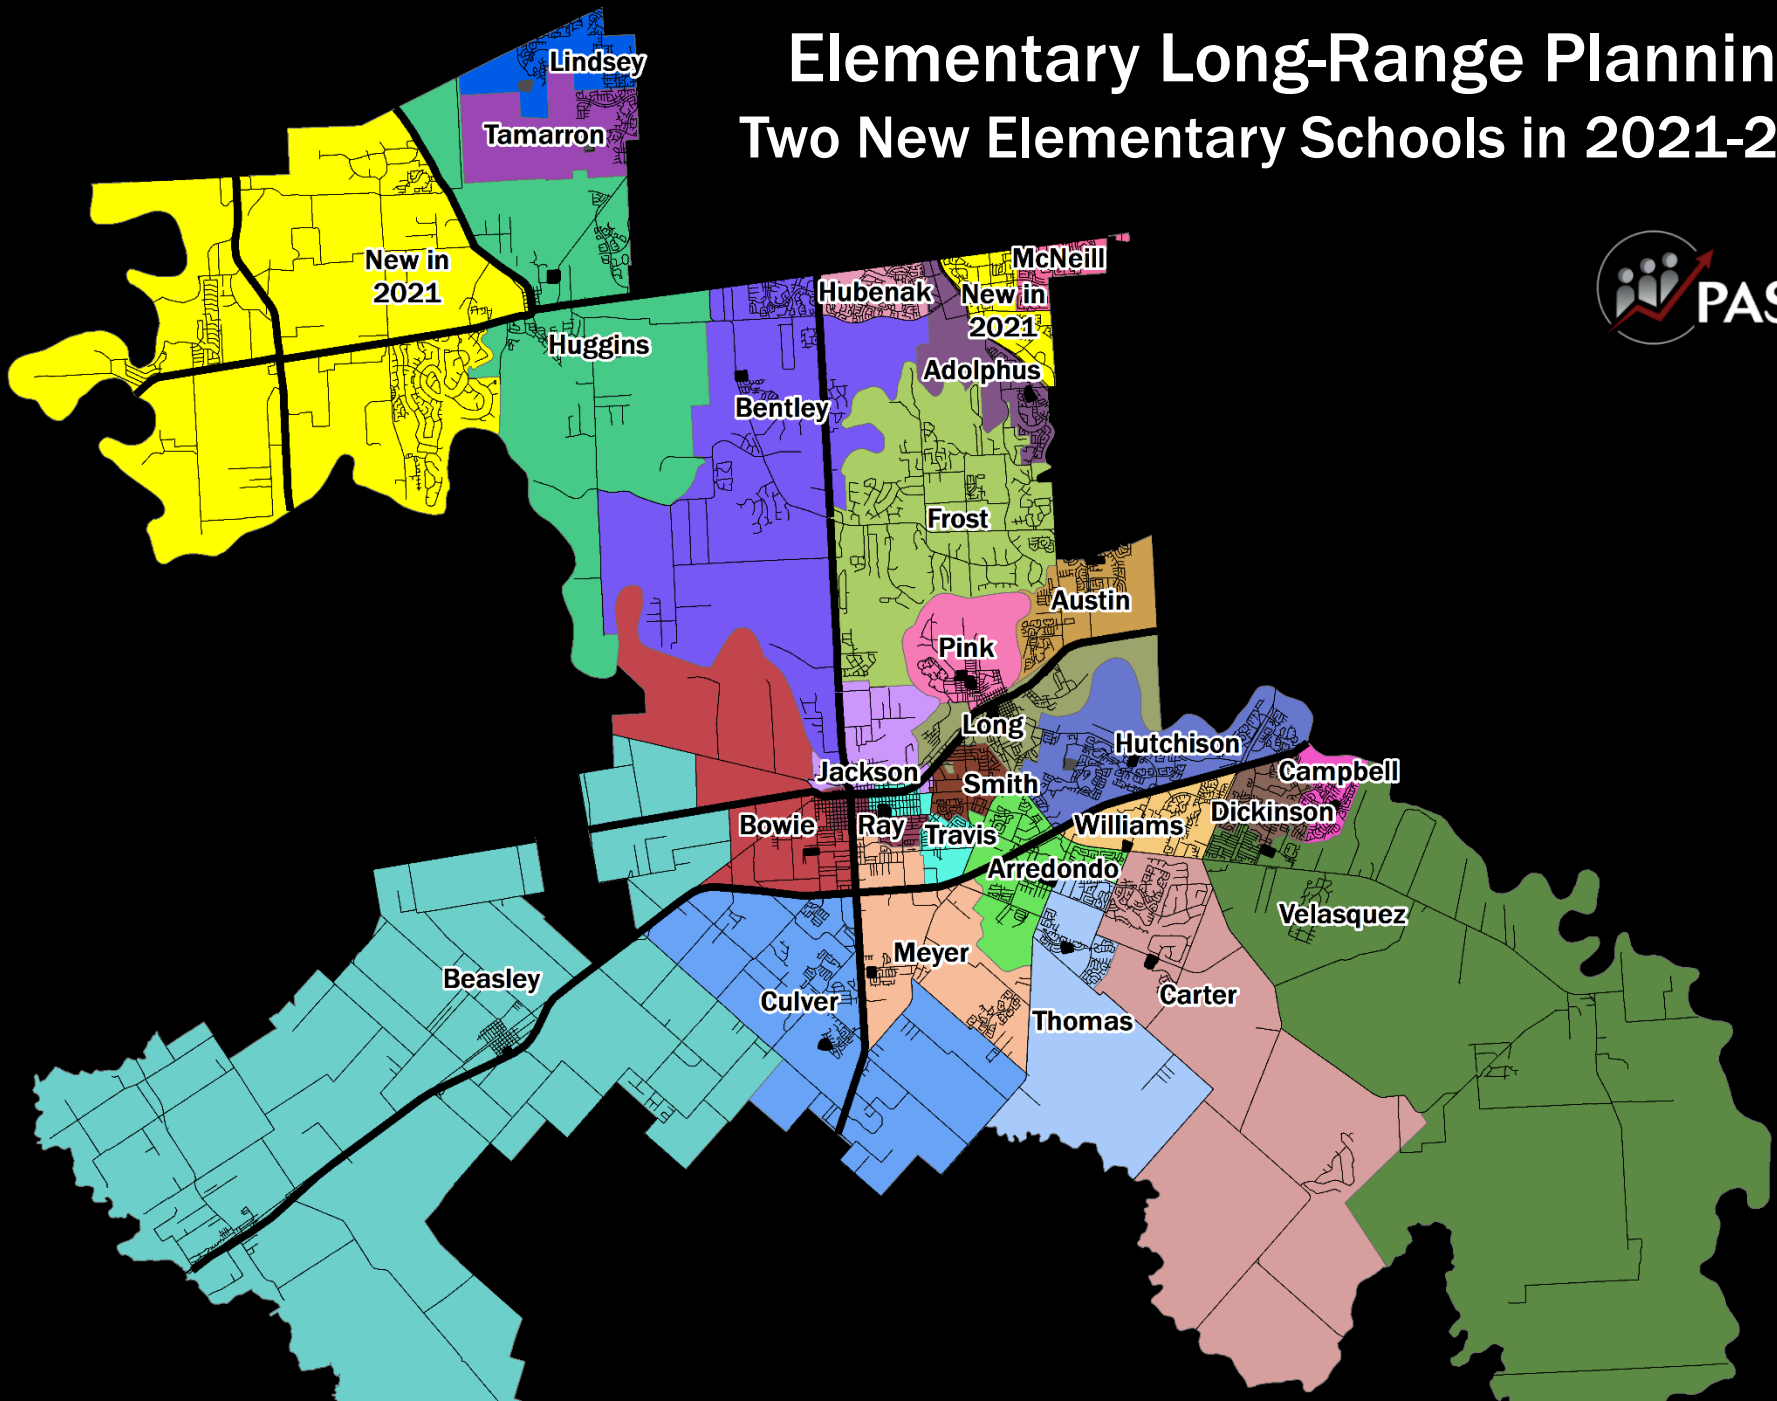 Elementary Long-Range Plannin
Two New Elementary Schools in 2021-2
Lindsey
Tamarron
New in
2021
McNeill
Hubenak
New in
2021
PAS
Huggins
Adolphus
Bentley
Frost
Austin
Pink
Long
Hutchison
Jackson
Smith
Campbell
Dickinson
Bowie
Ray
Travis
Williams
Arredondo
Velasquez
Meyer
Beasley
Culver
Carter
Thomas